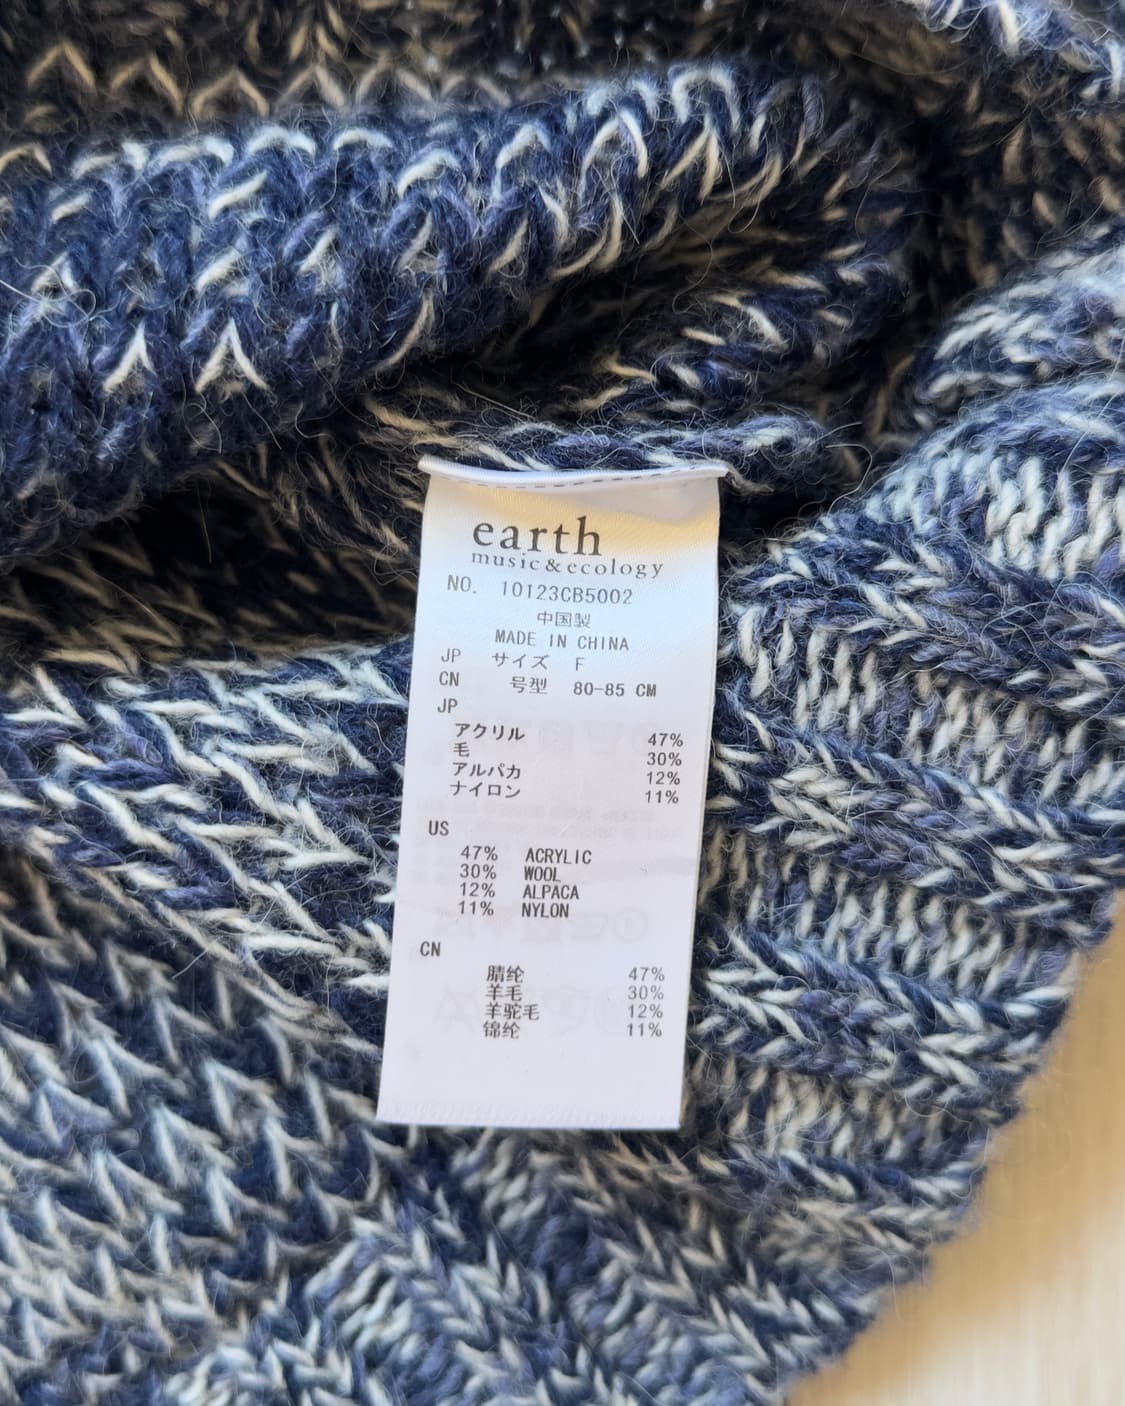 earth
music&ecology
NO. 10123CB5002
中国製
MADE IN CHINA
JP サイズ F
CN 号型 80-85 CM
JP
アクリル 47%
毛 30%
アルパカ 12%
ナイロン 11%
US
47% ACRYLIC
30% WOOL
12% ALPACA
11% NYLON
CN
腈纶 47%
羊毛 30%
羊驼毛 12%
锦纶 11%